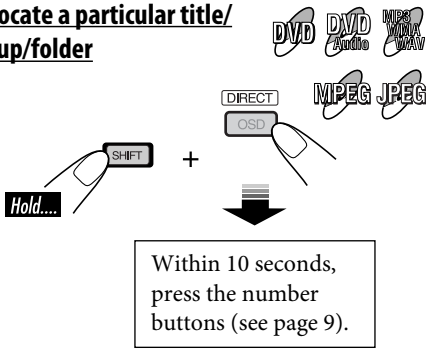 ocate a particular title/
up/folder
DVD
DVD Audio
MP3 WMA WAV
MPEG
JPEG
DIRECT
OSD
SHIFT
+
Hold....
Within 10 seconds,
press the number
buttons (see page 9).